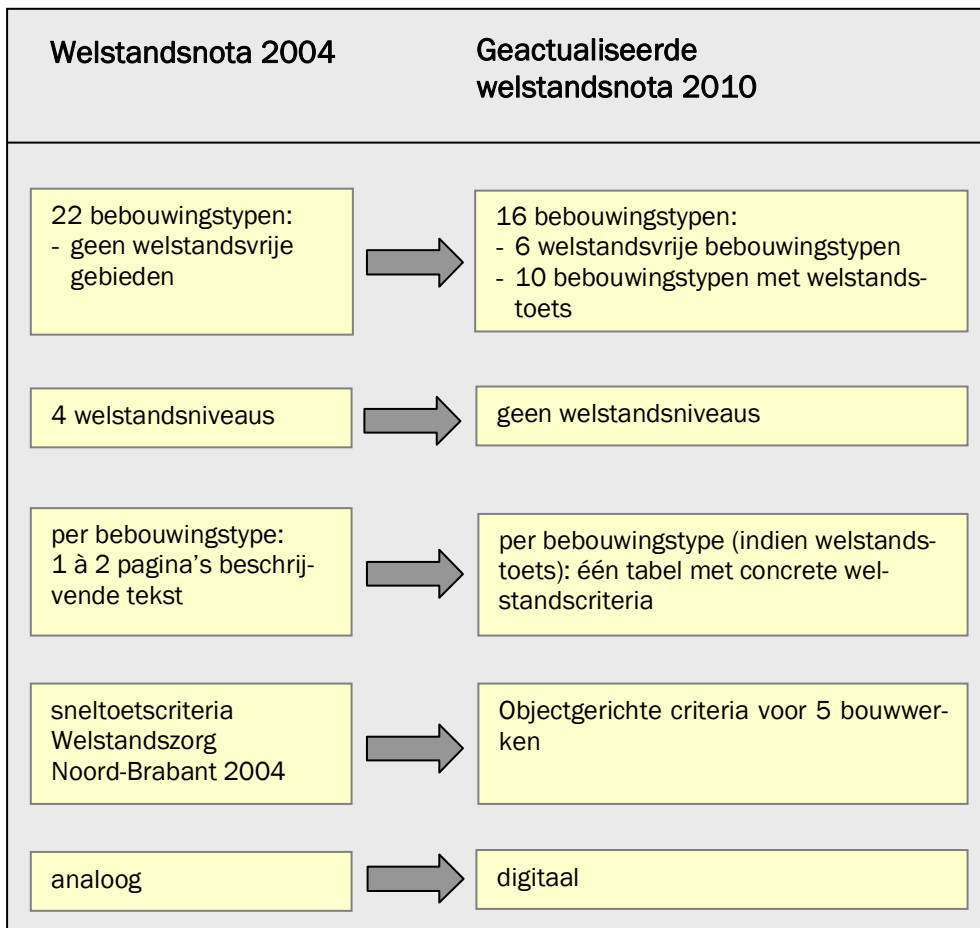 Welstandsnota 2004
Geactualiseerde
welstandsnota 2010
22 bebouwingstypen:
- geen welstandsvrije
gebieden
16 bebouwingstypen:
- 6 welstandsvrije bebouwingstypen
- 10 bebouwingstypen met welstands-
toets
4 welstandsniveaus
geen welstandsniveaus
per bebouwingstype:
1 à 2 pagina's beschrij-
vende tekst
per bebouwingstype (indien welstands-
toets): één tabel met concrete wel-
standscriteria
sneltoetscriteria
Welstandszorg
Noord-Brabant 2004
Objectgerichte criteria voor 5 bouwwer-
ken
analoog
digitaal